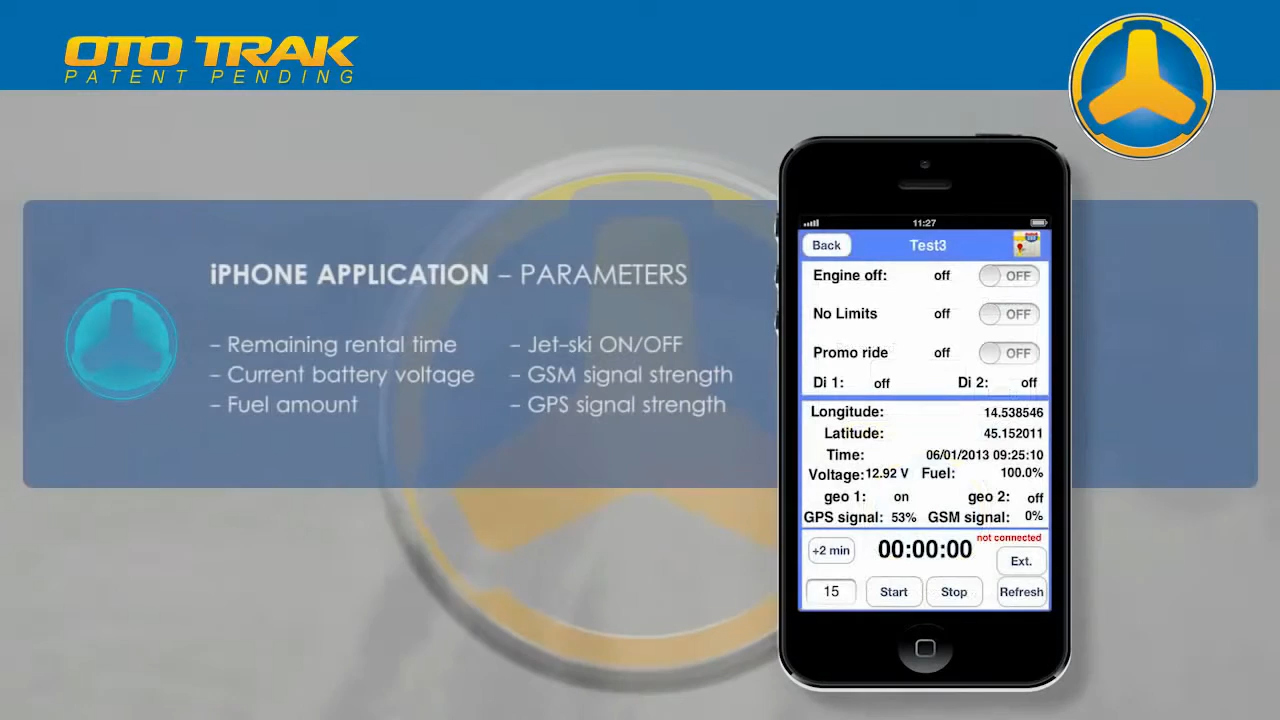 OTO TRAK
PATENT PENDING
iPHONE APPLICATION – PARAMETERS
– Remaining rental time
– Current battery voltage
– Fuel amount
– Jet-ski ON/OFF
– GSM signal strength
– GPS signal strength
11:27
Back Test3
Engine off: off OFF
No Limits off OFF
Promo ride off OFF
Di 1: off Di 2: off
Longitude: 14.538546
Latitude: 45.152011
Time: 06/01/2013 09:25:10
Voltage: 12.92 V Fuel: 100.0%
geo 1: on geo 2: off
GPS signal: 53% GSM signal: 0%
not connected
+2 min 00:00:00 Ext.
15 Start Stop Refresh